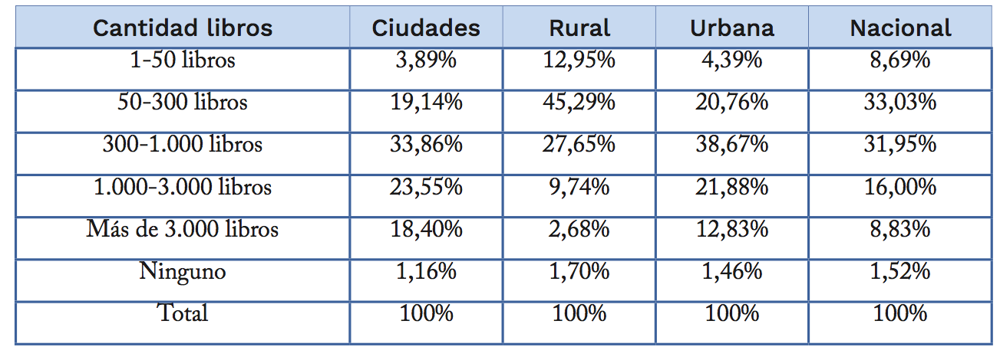 Cantidad libros Ciudades Rural Urbana Nacional
1-50 libros 3,89% 12,95% 4,39% 8,69%
50-300 libros 19,14% 45,29% 20,76% 33,03%
300-1.000 libros 33,86% 27,65% 38,67% 31,95%
1.000-3.000 libros 23,55% 9,74% 21,88% 16,00%
Más de 3.000 libros 18,40% 2,68% 12,83% 8,83%
Ninguno 1,16% 1,70% 1,46% 1,52%
Total 100% 100% 100% 100%